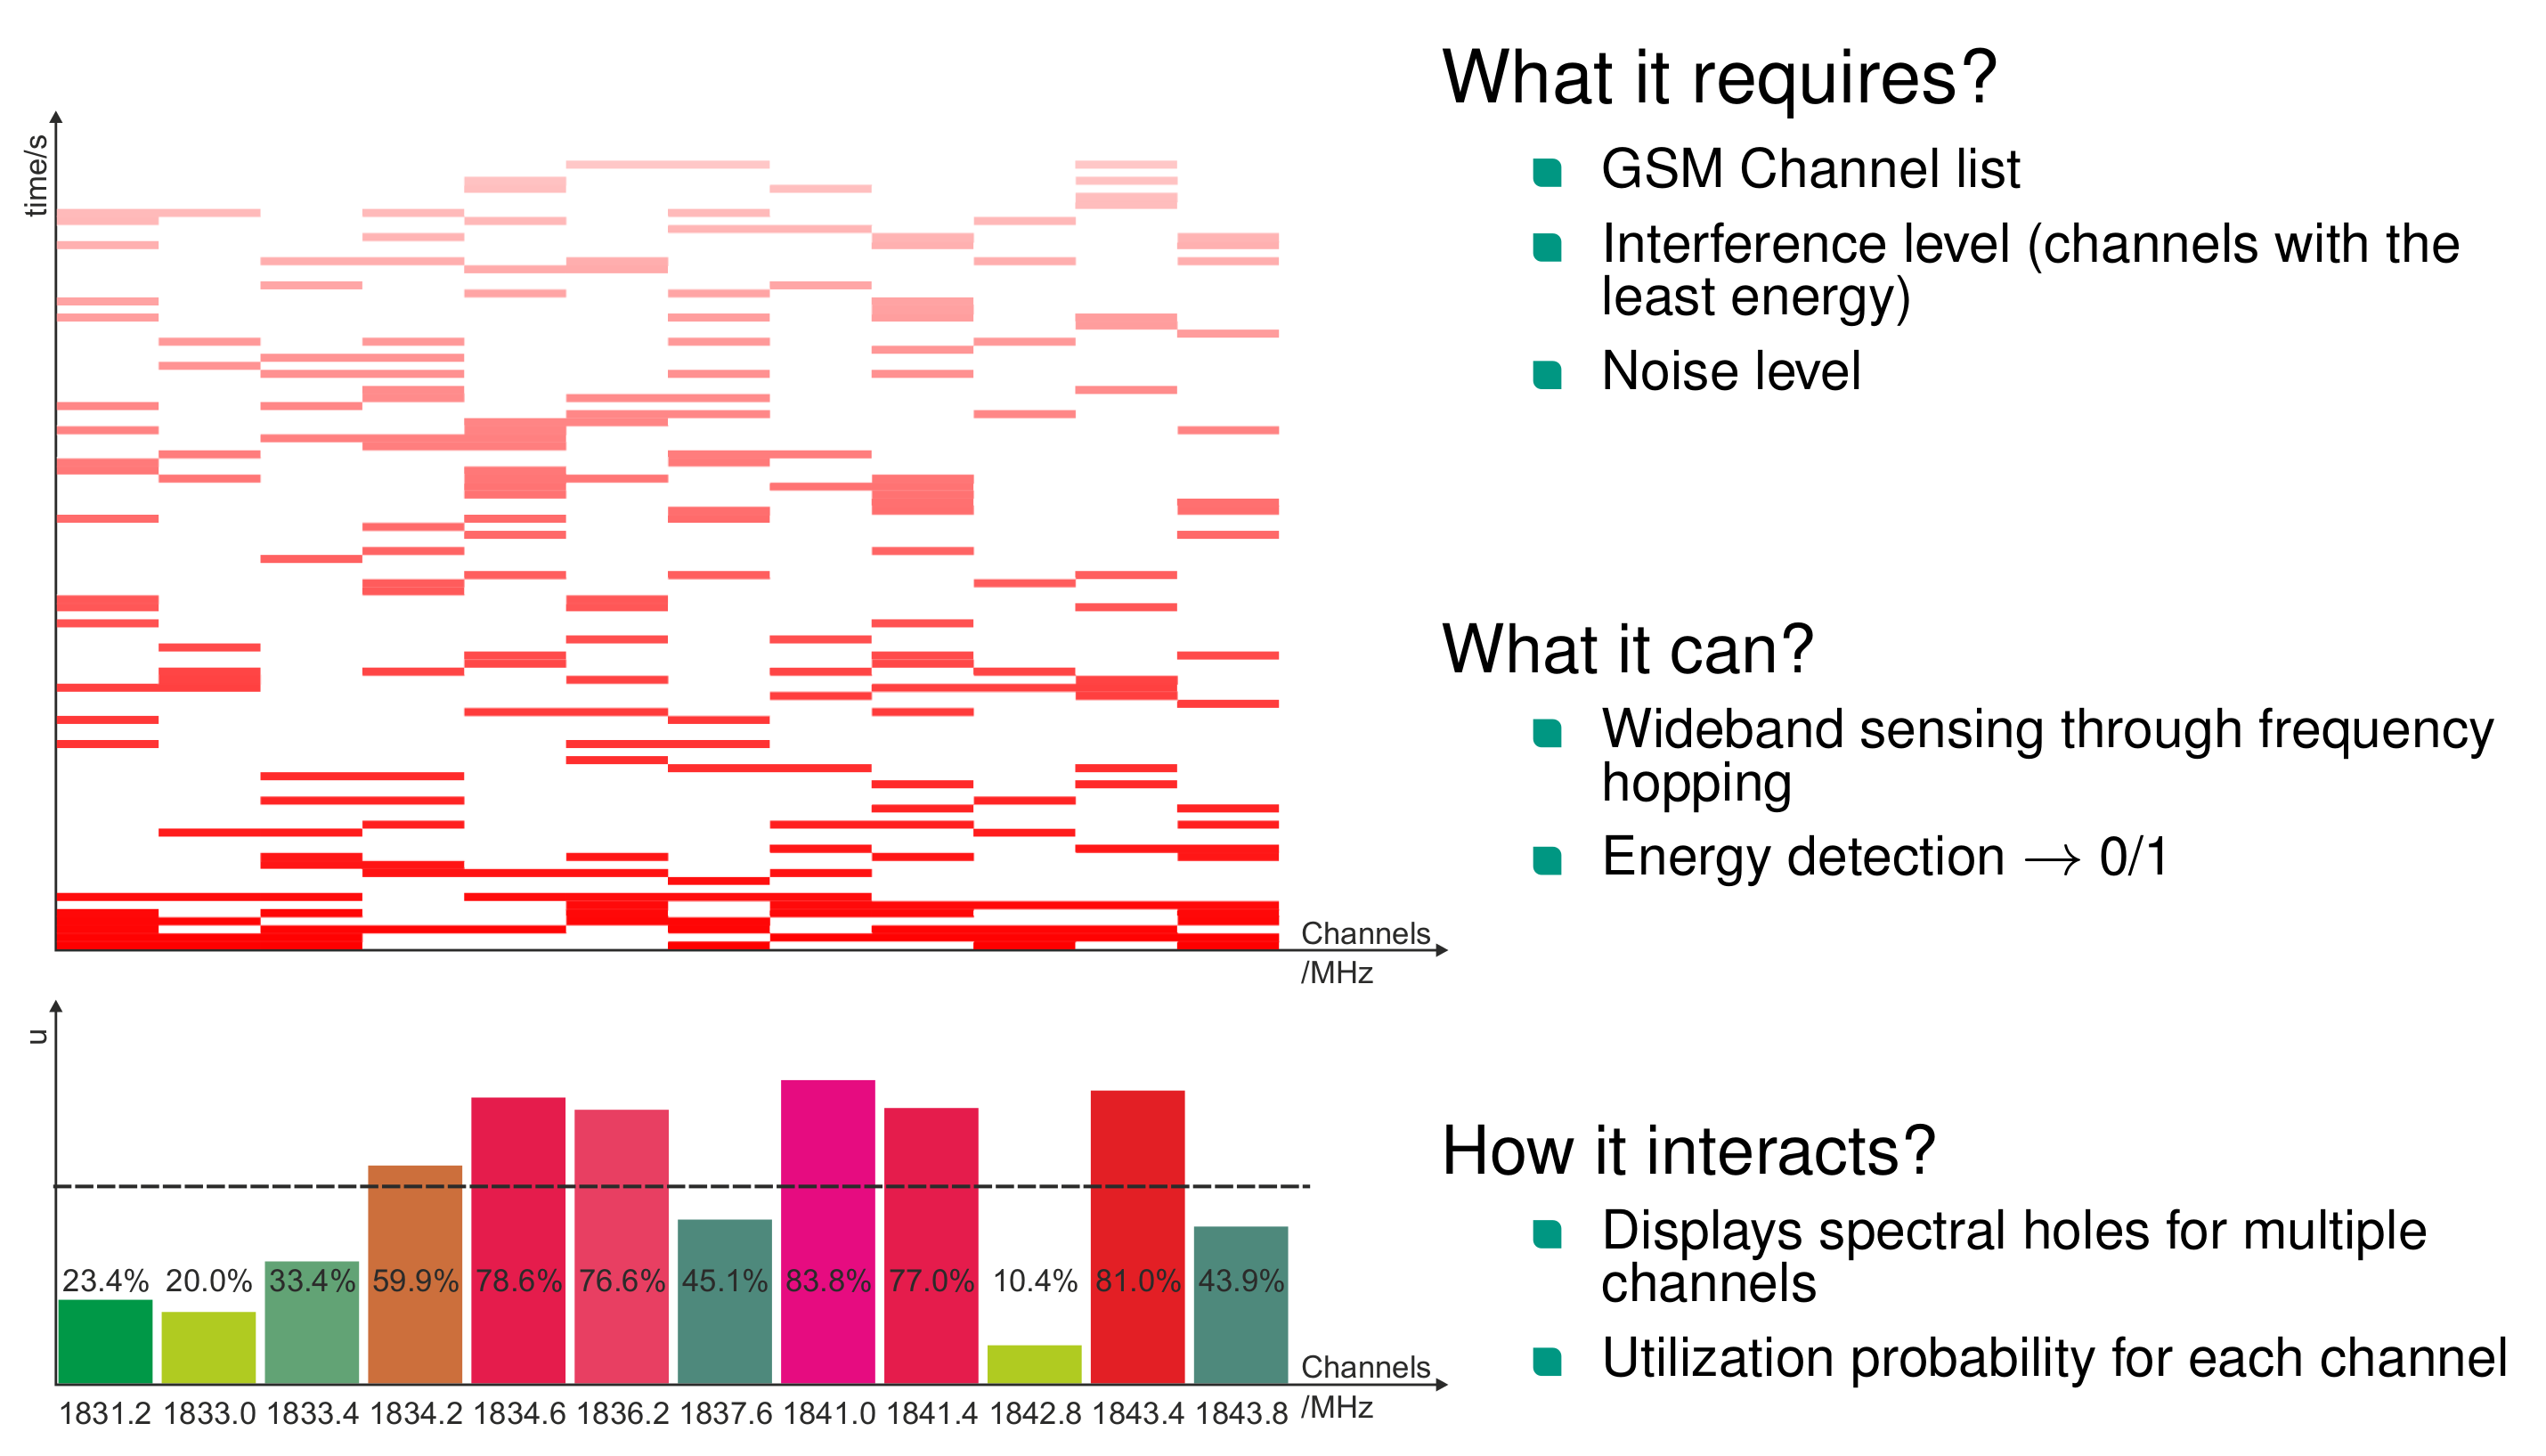 time/s
Channels
/MHz
u
23.4% 20.0% 33.4% 59.9% 78.6% 76.6% 45.1% 83.8% 77.0% 10.4% 81.0% 43.9%
Channels
/MHz
1831.2 1833.0 1833.4 1834.2 1834.6 1836.2 1837.6 1841.0 1841.4 1842.8 1843.4 1843.8
What it requires?
GSM Channel list
Interference level (channels with the
least energy)
Noise level
What it can?
Wideband sensing through frequency
hopping
Energy detection → 0/1
How it interacts?
Displays spectral holes for multiple
channels
Utilization probability for each channel